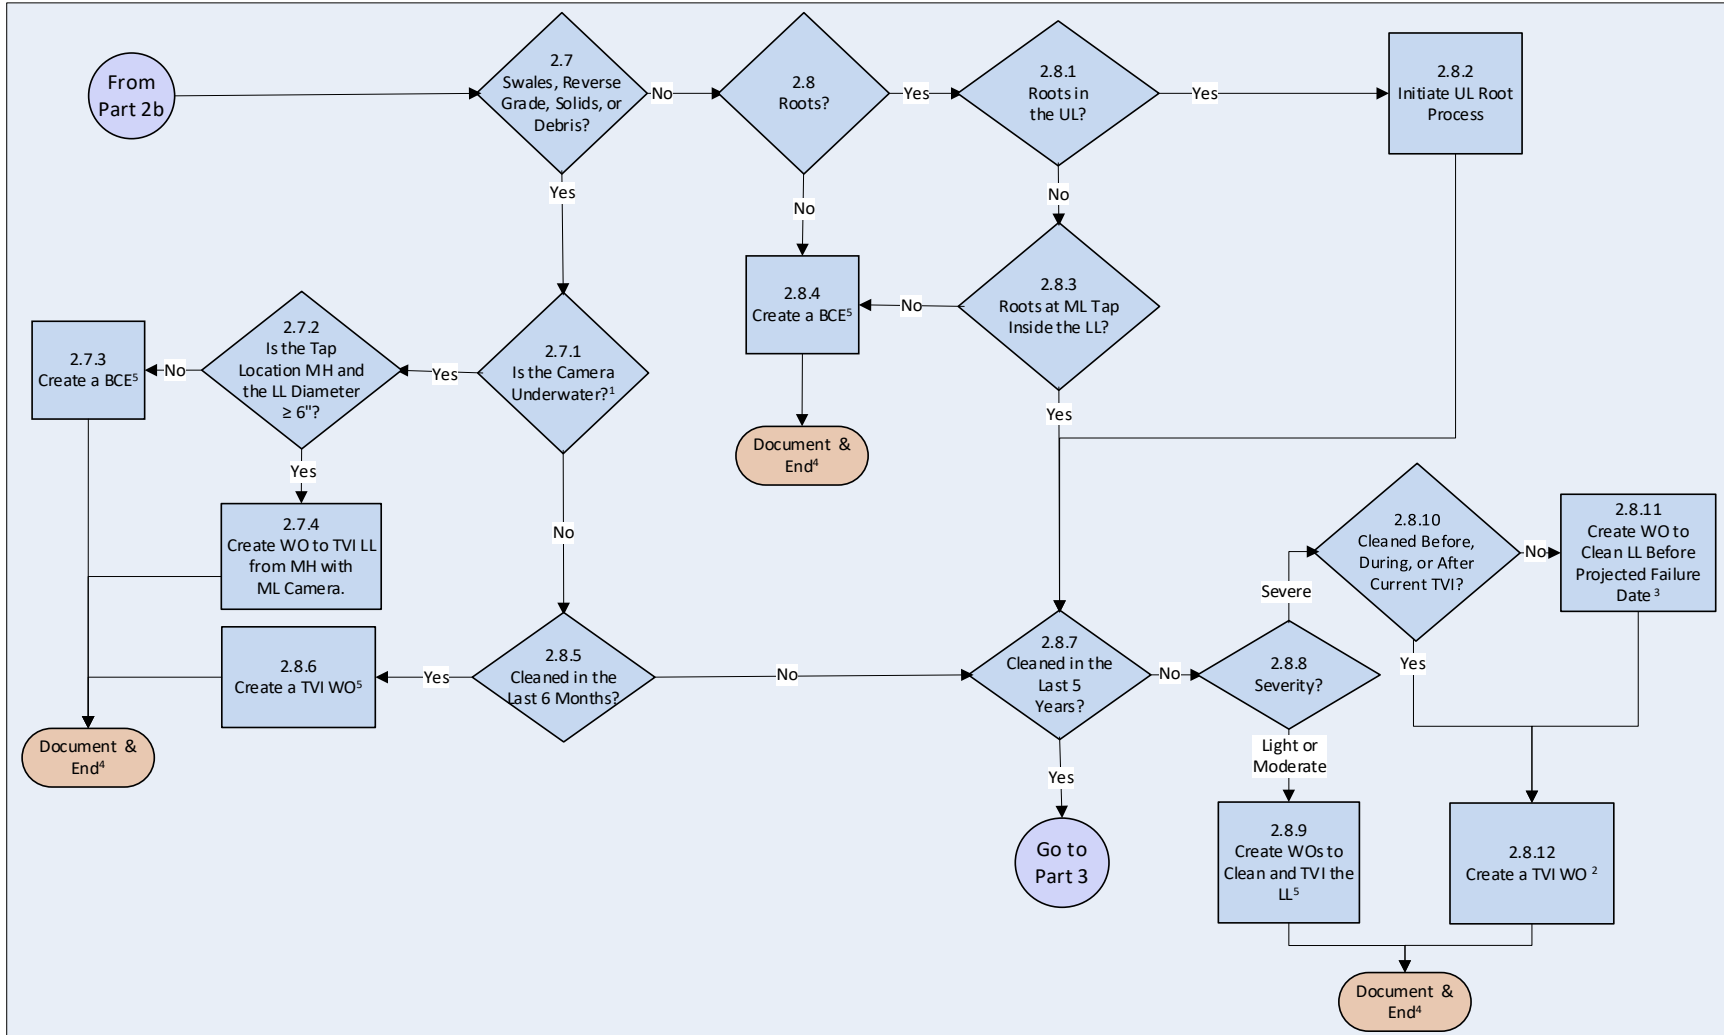 From
Part 2b
2.7
Swales, Reverse
Grade, Solids, or
Debris?
No
2.8
Roots?
Yes
2.8.1
Roots in
the UL?
Yes
2.8.2
Initiate UL Root
Process
Yes
No
No
2.8.4
Create a BCE⁵
No
2.8.3
Roots at ML Tap
Inside the LL?
2.7.3
Create a BCE⁵
No
2.7.2
Is the Tap
Location MH and
the LL Diameter
≥ 6"?
Yes
2.7.1
Is the Camera
Underwater?¹
Yes
Document &
End⁴
Yes
2.7.4
Create WO to TVI LL
from MH with
ML Camera.
No
2.8.10
Cleaned Before,
During, or After
Current TVI?
No
2.8.11
Create WO to
Clean LL Before
Projected Failure
Date ³
Severe
2.8.6
Create a TVI WO⁵
Yes
2.8.5
Cleaned in the
Last 6 Months?
No
2.8.7
Cleaned in the
Last 5
Years?
No
2.8.8
Severity?
Yes
Document &
End⁴
Yes
Light or
Moderate
Go to
Part 3
2.8.9
Create WOs to
Clean and TVI the
LL⁵
2.8.12
Create a TVI WO ²
Document &
End⁴